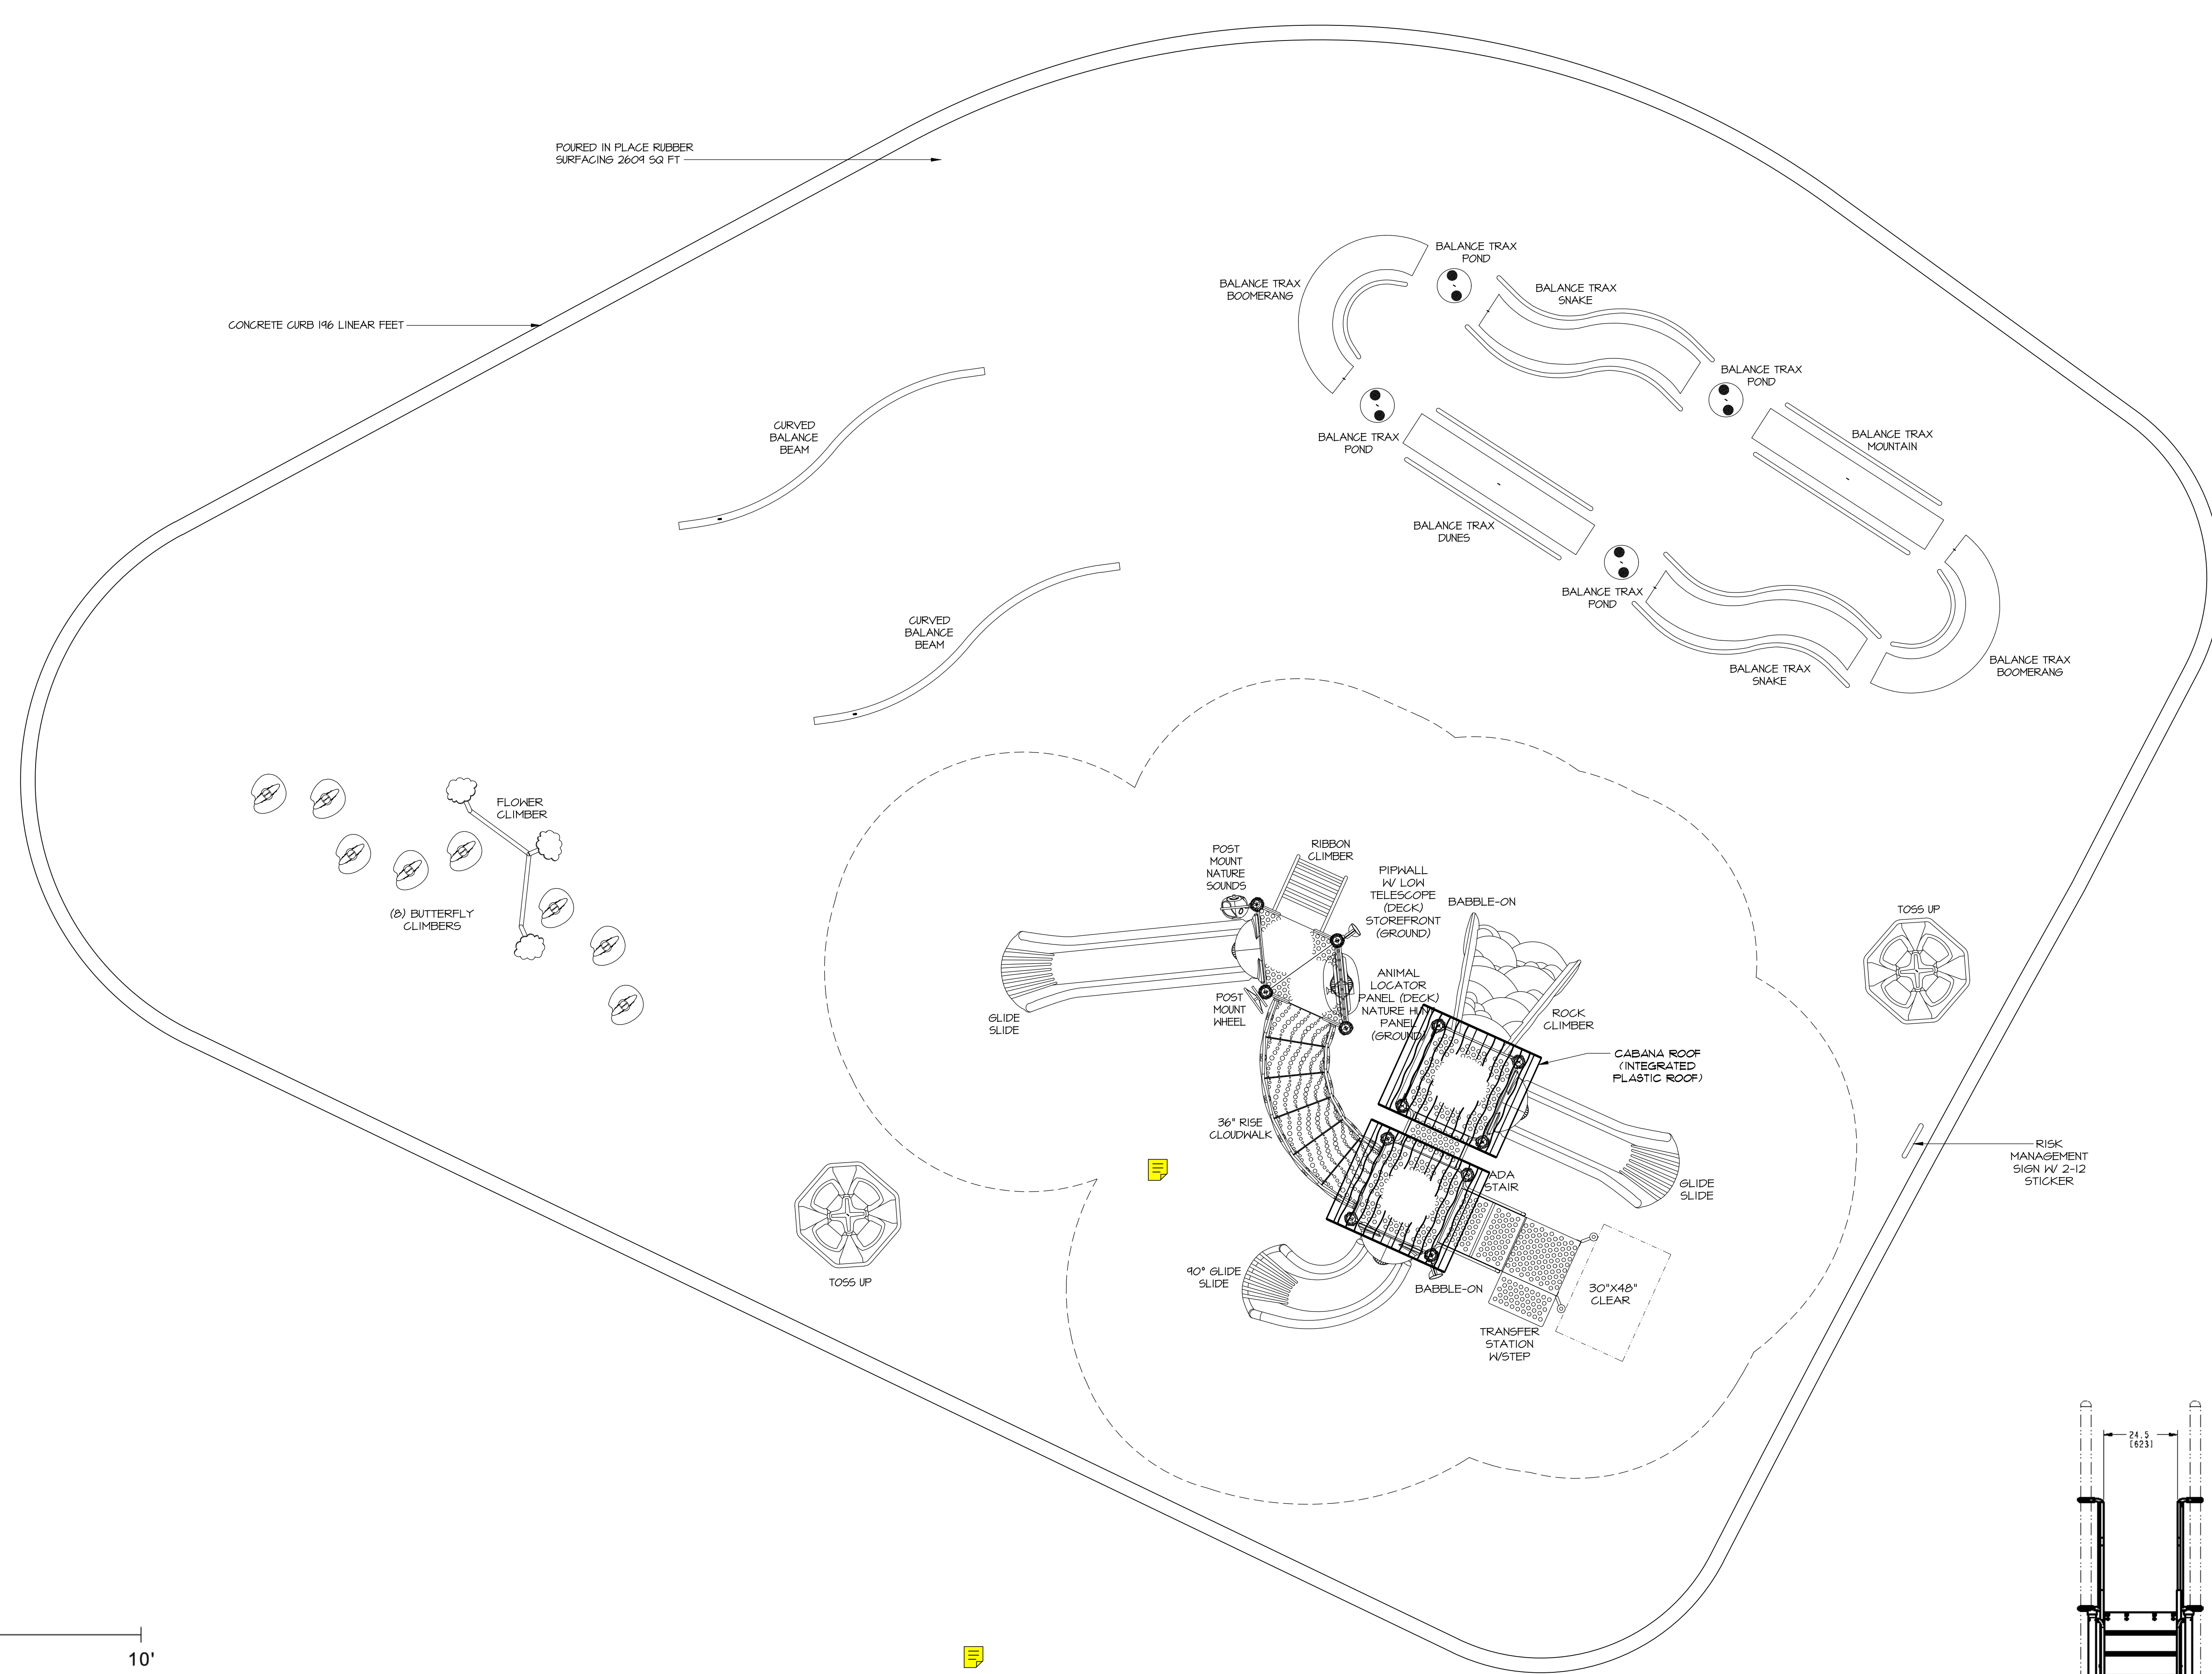 POURED IN PLACE RUBBER
SURFACING 2609 SQ FT
CONCRETE CURB 196 LINEAR FEET
BALANCE TRAX
POND
BALANCE TRAX
BOOMERANG
BALANCE TRAX
SNAKE
BALANCE TRAX
POND
CURVED
BALANCE
BEAM
BALANCE TRAX
POND
BALANCE TRAX
MOUNTAIN
BALANCE TRAX
DUNES
BALANCE TRAX
POND
CURVED
BALANCE
BEAM
BALANCE TRAX
SNAKE
BALANCE TRAX
BOOMERANG
FLOWER
CLIMBER
(8) BUTTERFLY
CLIMBERS
POST
MOUNT
NATURE
SOUNDS
RIBBON
CLIMBER
PIPWALL
W/ LOW
TELESCOPE
(DECK)
STOREFRONT
(GROUND)
BABBLE-ON
TOSS UP
GLIDE
SLIDE
POST
MOUNT
WHEEL
ANIMAL
LOCATOR
PANEL (DECK)
NATURE HUNT
PANEL
(GROUND)
ROCK
CLIMBER
CABANA ROOF
(INTEGRATED
PLASTIC ROOF)
36" RISE
CLOUDWALK
RISK
MANAGEMENT
SIGN W/ 2-12
STICKER
ADA
STAIR
GLIDE
SLIDE
TOSS UP
90° GLIDE
SLIDE
BABBLE-ON
30"X48"
CLEAR
TRANSFER
STATION
W/STEP
24.5
[623]
10'